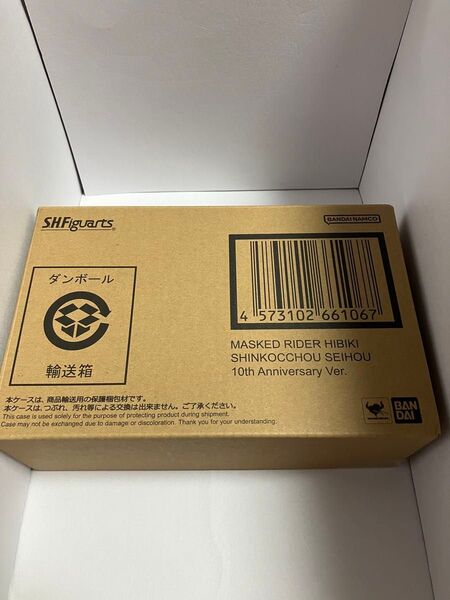 S.H.Figuarts
BANDAI NAMCO
ダンボール
輸送箱
4 573102 661067
MASKED RIDER HIBIKI
SHINKOCCHOU SEIHOU
10th Anniversary Ver.
本ケースは、商品輸送用の保護梱包材です。
本ケースは、つぶれ、汚れ等による交換は出来ません。ご了承ください。
This case is used solely for the purpose of protecting product during shipment.
Case may not be exchanged due to damage or discoloration. Thank you for your understanding.
BAN
DAI